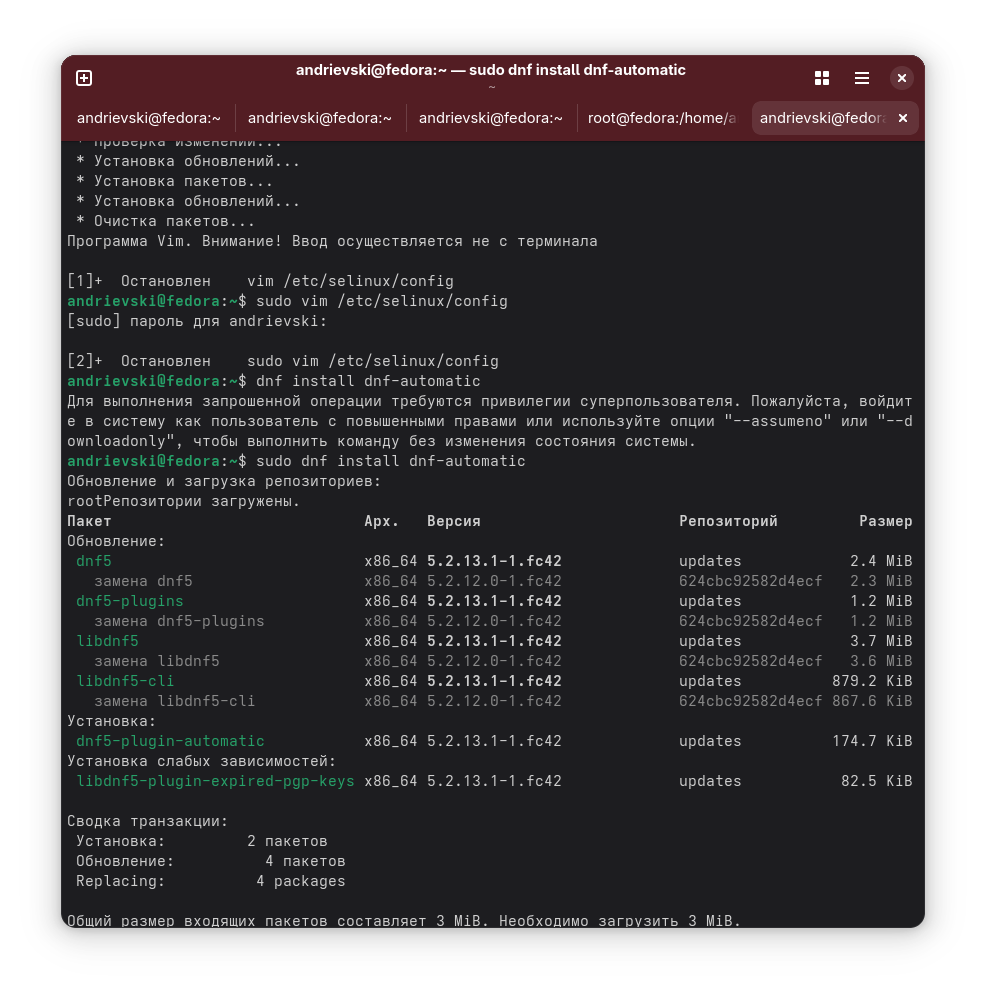 andrievski@fedora:~ — sudo dnf install dnf-automatic
~
andrievski@fedora:~ andrievski@fedora:~ andrievski@fedora:~ root@fedora:/home/a andrievski@fedora
* Проверка изменений...
* Установка обновлений...
* Установка пакетов...
* Установка обновлений...
* Очистка пакетов...
Программа Vim. Внимание! Ввод осуществляется не с терминала
[1]+  Остановлен    vim /etc/selinux/config
andrievski@fedora:~$ sudo vim /etc/selinux/config
[sudo] пароль для andrievski:
[2]+  Остановлен    sudo vim /etc/selinux/config
andrievski@fedora:~$ dnf install dnf-automatic
Для выполнения запрошенной операции требуются привилегии суперпользователя. Пожалуйста, войдит
е в систему как пользователь с повышенными правами или используйте опции "--assumeno" или "--d
ownloadonly", чтобы выполнить команду без изменения состояния системы.
andrievski@fedora:~$ sudo dnf install dnf-automatic
Обновление и загрузка репозиториев:
rootРепозитории загружены.
Пакет Арх. Версия Репозиторий Размер
Обновление:
dnf5 x86_64 5.2.13.1-1.fc42 updates 2.4 MiB
замена dnf5 x86_64 5.2.12.0-1.fc42 624cbc92582d4ecf 2.3 MiB
dnf5-plugins x86_64 5.2.13.1-1.fc42 updates 1.2 MiB
замена dnf5-plugins x86_64 5.2.12.0-1.fc42 624cbc92582d4ecf 1.2 MiB
libdnf5 x86_64 5.2.13.1-1.fc42 updates 3.7 MiB
замена libdnf5 x86_64 5.2.12.0-1.fc42 624cbc92582d4ecf 3.6 MiB
libdnf5-cli x86_64 5.2.13.1-1.fc42 updates 879.2 KiB
замена libdnf5-cli x86_64 5.2.12.0-1.fc42 624cbc92582d4ecf 867.6 KiB
Установка:
dnf5-plugin-automatic x86_64 5.2.13.1-1.fc42 updates 174.7 KiB
Установка слабых зависимостей:
libdnf5-plugin-expired-pgp-keys x86_64 5.2.13.1-1.fc42 updates 82.5 KiB
Сводка транзакции:
Установка: 2 пакетов
Обновление: 4 пакетов
Replacing: 4 packages
Общий размер входящих пакетов составляет 3 MiB. Необходимо загрузить 3 MiB.